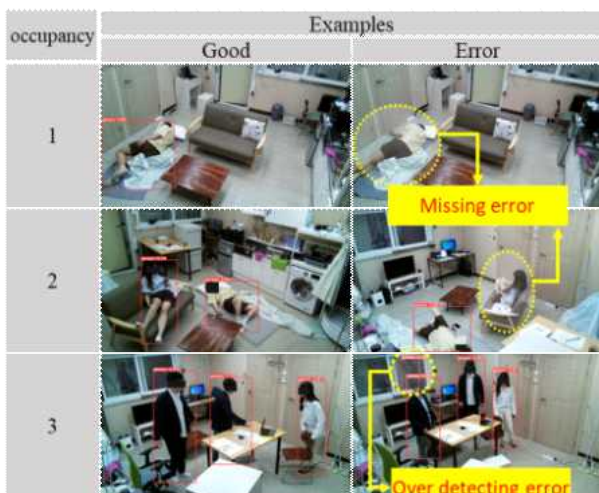 occupancy
Examples
Good
Error
1
Missing error
2
3
Over detecting error